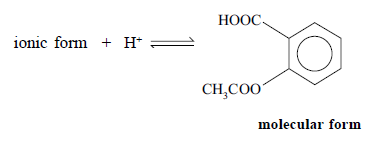 HOOC
ionic form + H⁺ ⇌
CH₃COO
molecular form